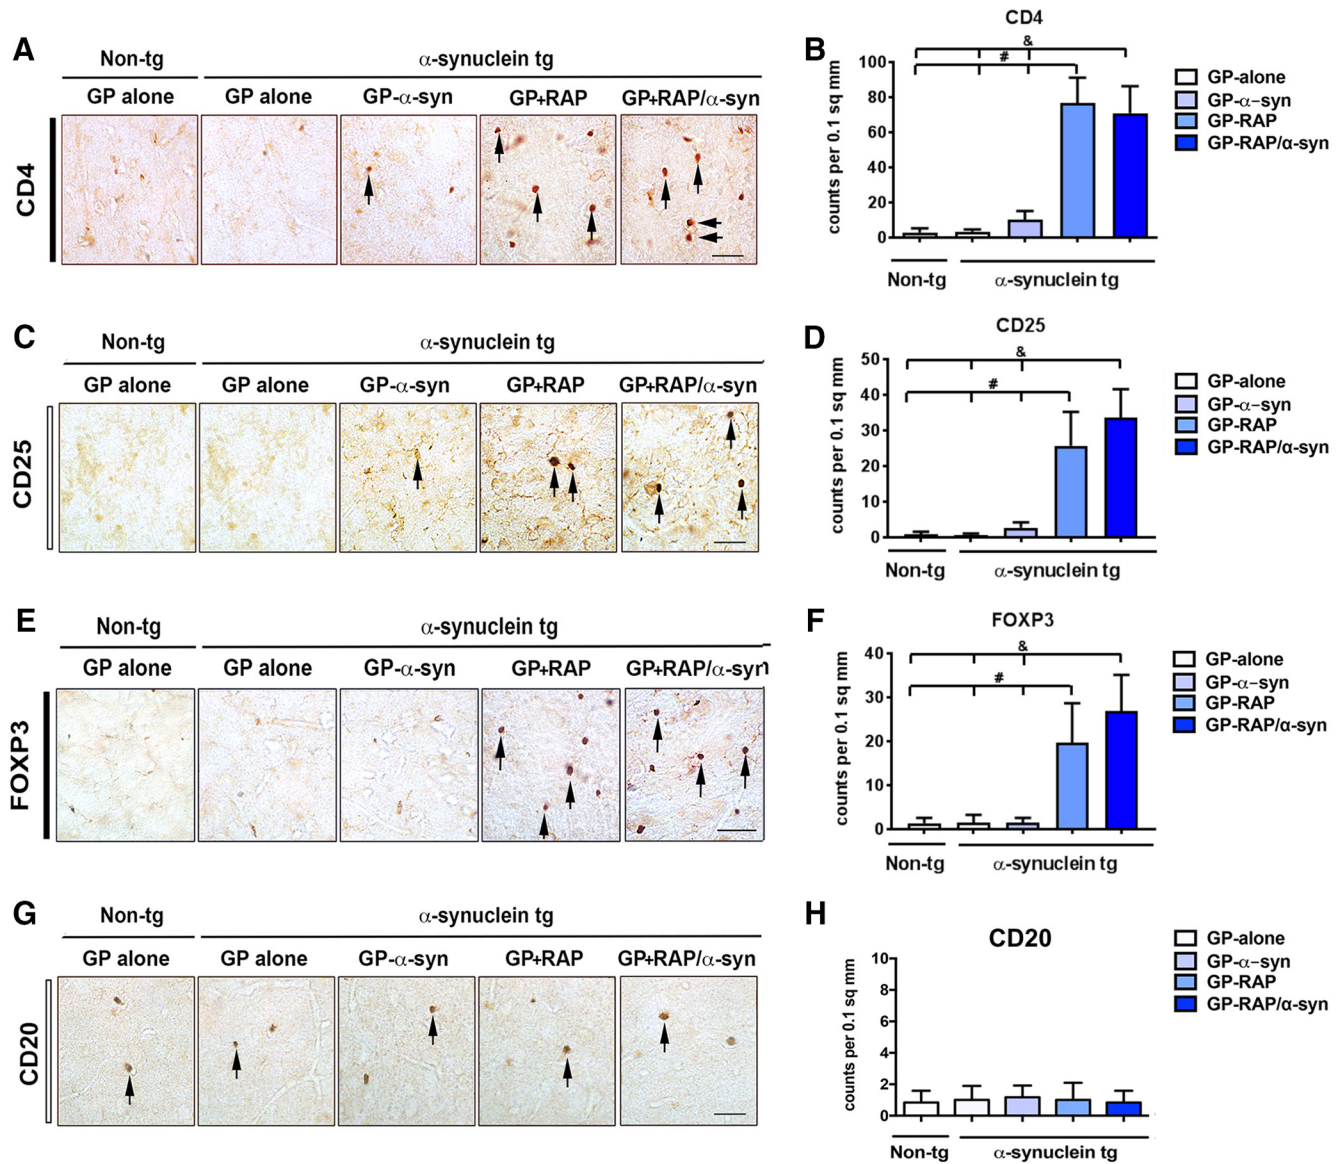 A
Non-tg
α-synuclein tg
GP alone
GP alone
GP-α-syn
GP+RAP
GP+RAP/α-syn
CD4
B
CD4
&
#
counts per 0.1 sq mm
100
80
60
40
20
0
Non-tg
α-synuclein tg
GP-alone
GP-α-syn
GP-RAP
GP-RAP/α-syn
C
Non-tg
α-synuclein tg
GP alone
GP alone
GP-α-syn
GP+RAP
GP+RAP/α-syn
CD25
D
CD25
&
#
counts per 0.1 sq mm
50
40
30
20
10
0
Non-tg
α-synuclein tg
GP-alone
GP-α-syn
GP-RAP
GP-RAP/α-syn
E
Non-tg
α-synuclein tg
GP alone
GP alone
GP-α-syn
GP+RAP
GP+RAP/α-syn
FOXP3
F
FOXP3
&
#
counts per 0.1 sq mm
40
30
20
10
0
Non-tg
α-synuclein tg
GP-alone
GP-α-syn
GP-RAP
GP-RAP/α-syn
G
Non-tg
α-synuclein tg
GP alone
GP alone
GP-α-syn
GP+RAP
GP+RAP/α-syn
CD20
H
CD20
counts per 0.1 sq mm
10
8
6
4
2
0
Non-tg
α-synuclein tg
GP-alone
GP-α-syn
GP-RAP
GP-RAP/α-syn